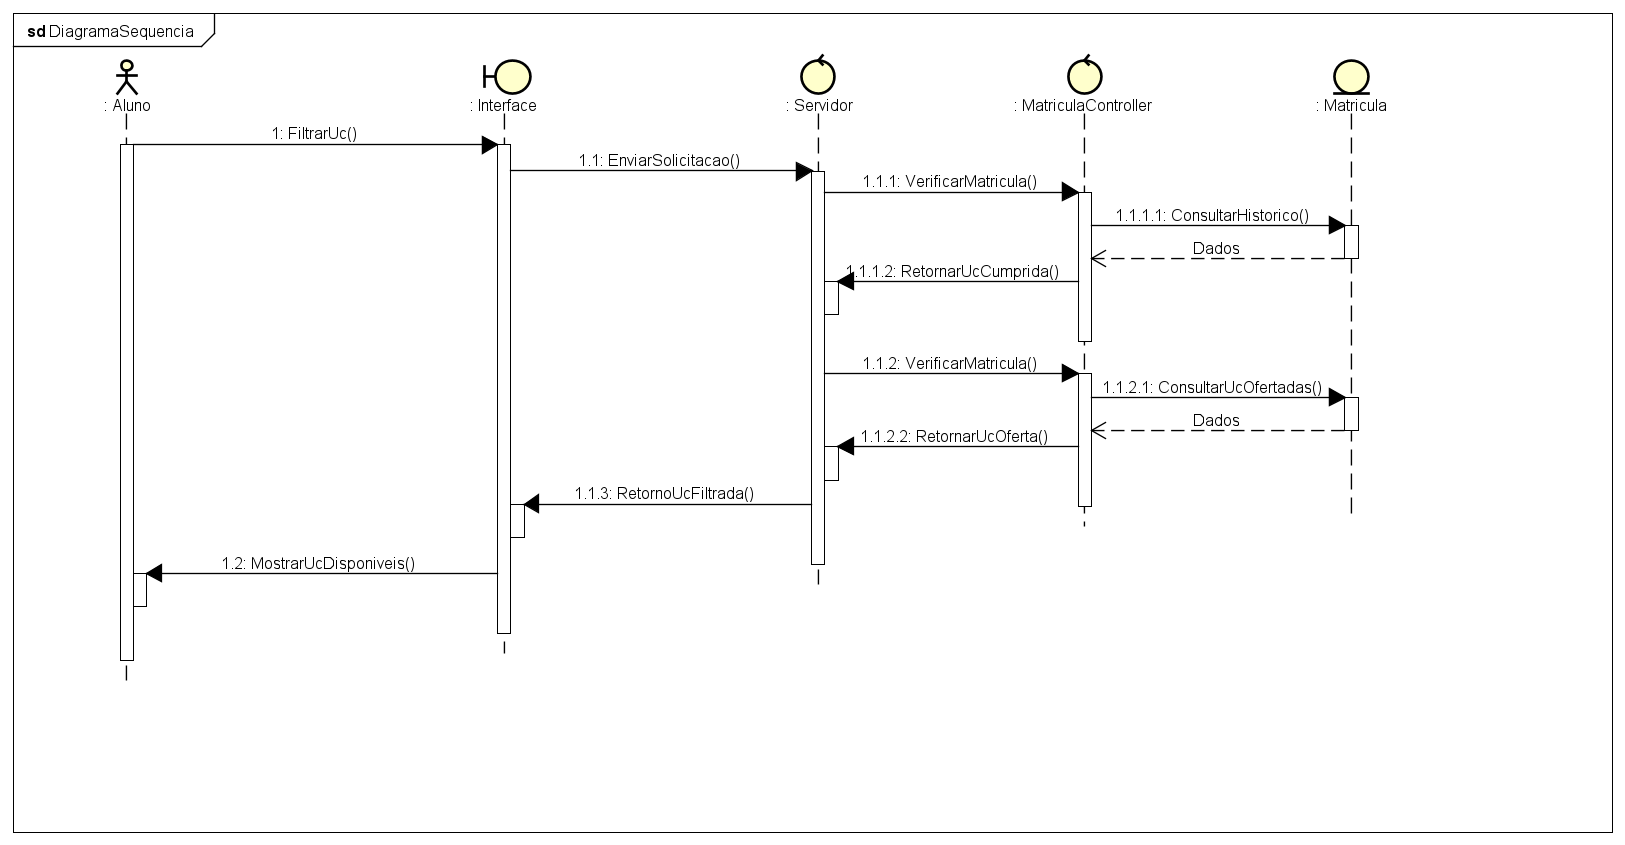 sd DiagramaSequencia
: Aluno
: Interface
: Servidor
: MatriculaController
: Matricula
1: FiltrarUc()
1.1: EnviarSolicitacao()
1.1.1: VerificarMatricula()
1.1.1.1: ConsultarHistorico()
Dados
1.1.1.2: RetornarUcCumprida()
1.1.2: VerificarMatricula()
1.1.2.1: ConsultarUcOfertadas()
Dados
1.1.2.2: RetornarUcOferta()
1.1.3: RetornoUcFiltrada()
1.2: MostrarUcDisponiveis()